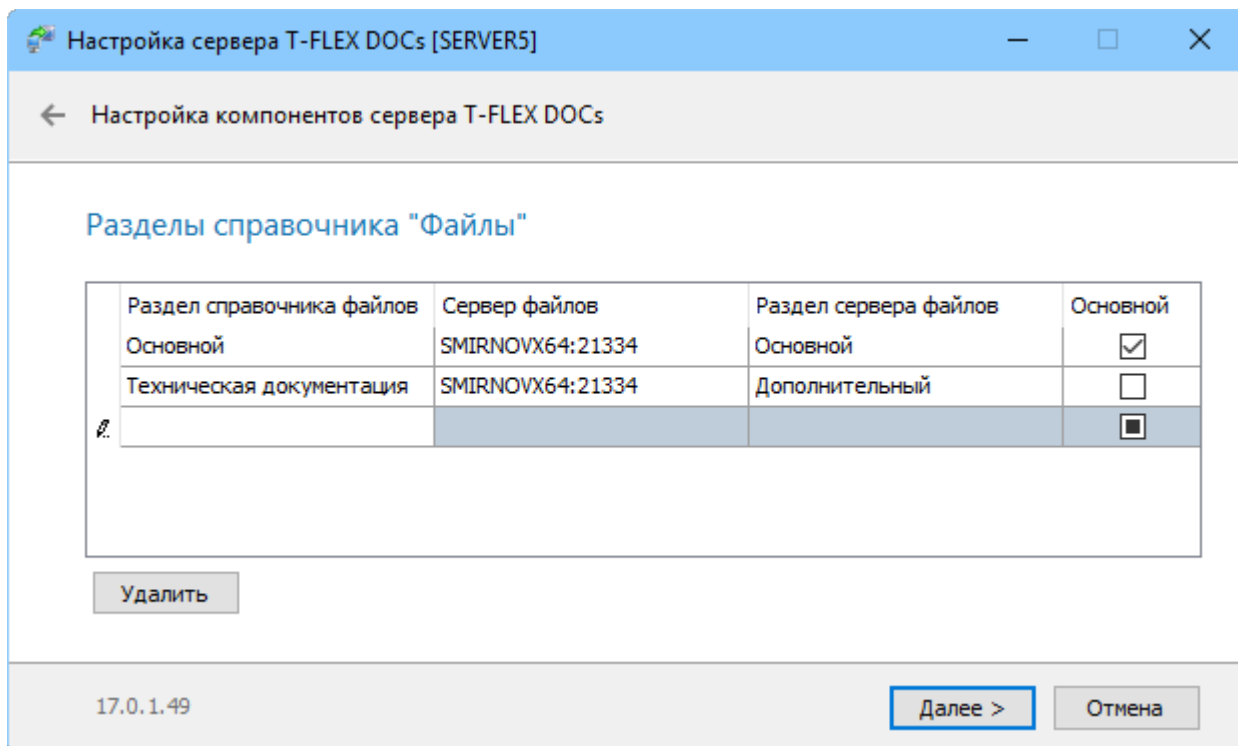 Настройка сервера T-FLEX DOCs [SERVER5]
Настройка компонентов сервера T-FLEX DOCs
Разделы справочника "Файлы"
Раздел справочника файлов Сервер файлов Раздел сервера файлов Основной
Основной SMIRNOVX64:21334 Основной
Техническая документация SMIRNOVX64:21334 Дополнительный
Удалить
17.0.1.49 Далее > Отмена